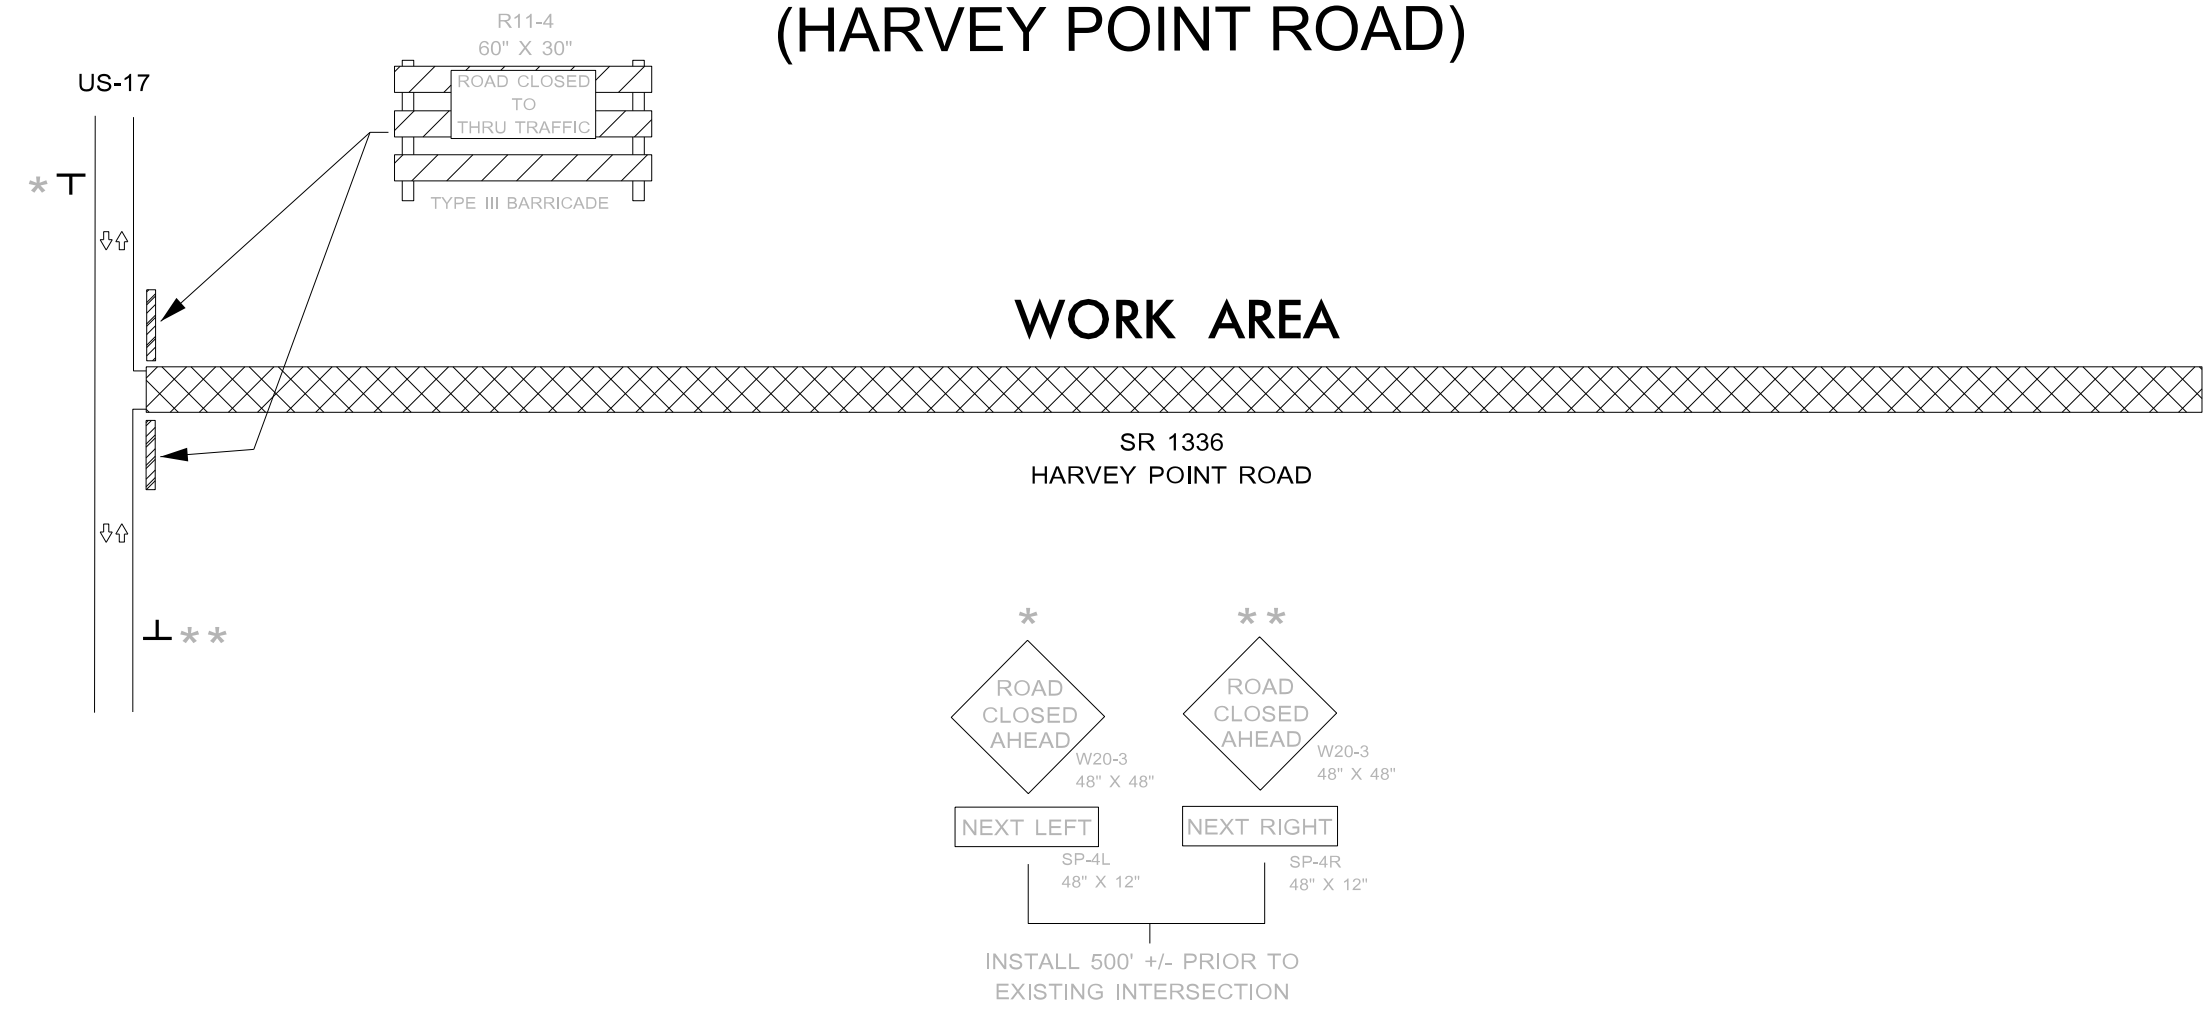 (HARVEY POINT ROAD)
R11-4
60" X 30"
US-17
ROAD CLOSED
TO
THRU TRAFFIC
TYPE III BARRICADE
*
WORK AREA
SR 1336
HARVEY POINT ROAD
**
*
ROAD
CLOSED
AHEAD
W20-3
48" X 48"
NEXT LEFT
SP-4L
48" X 12"
**
ROAD
CLOSED
AHEAD
W20-3
48" X 48"
NEXT RIGHT
SP-4R
48" X 12"
INSTALL 500' +/- PRIOR TO
EXISTING INTERSECTION